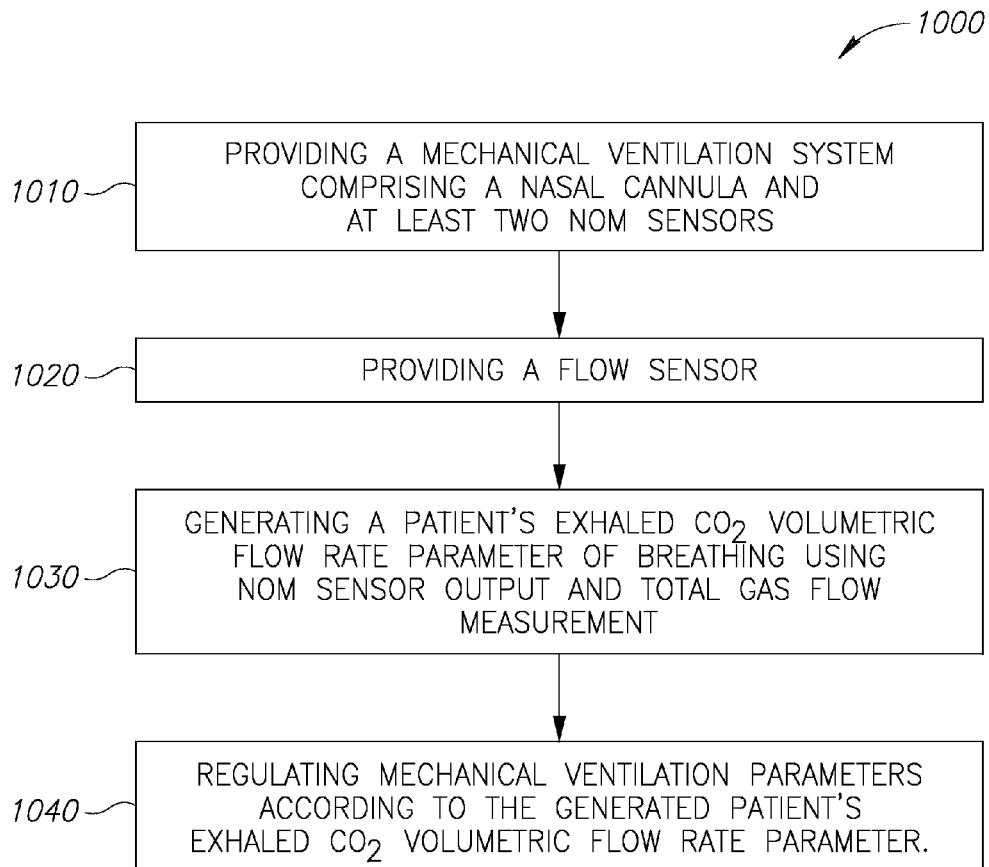 1000
1010
PROVIDING A MECHANICAL VENTILATION SYSTEM
COMPRISING A NASAL CANNULA AND
AT LEAST TWO NOM SENSORS
1020
PROVIDING A FLOW SENSOR
1030
GENERATING A PATIENT'S EXHALED CO2 VOLUMETRIC
FLOW RATE PARAMETER OF BREATHING USING
NOM SENSOR OUTPUT AND TOTAL GAS FLOW
MEASUREMENT
1040
REGULATING MECHANICAL VENTILATION PARAMETERS
ACCORDING TO THE GENERATED PATIENT'S
EXHALED CO2 VOLUMETRIC FLOW RATE PARAMETER.